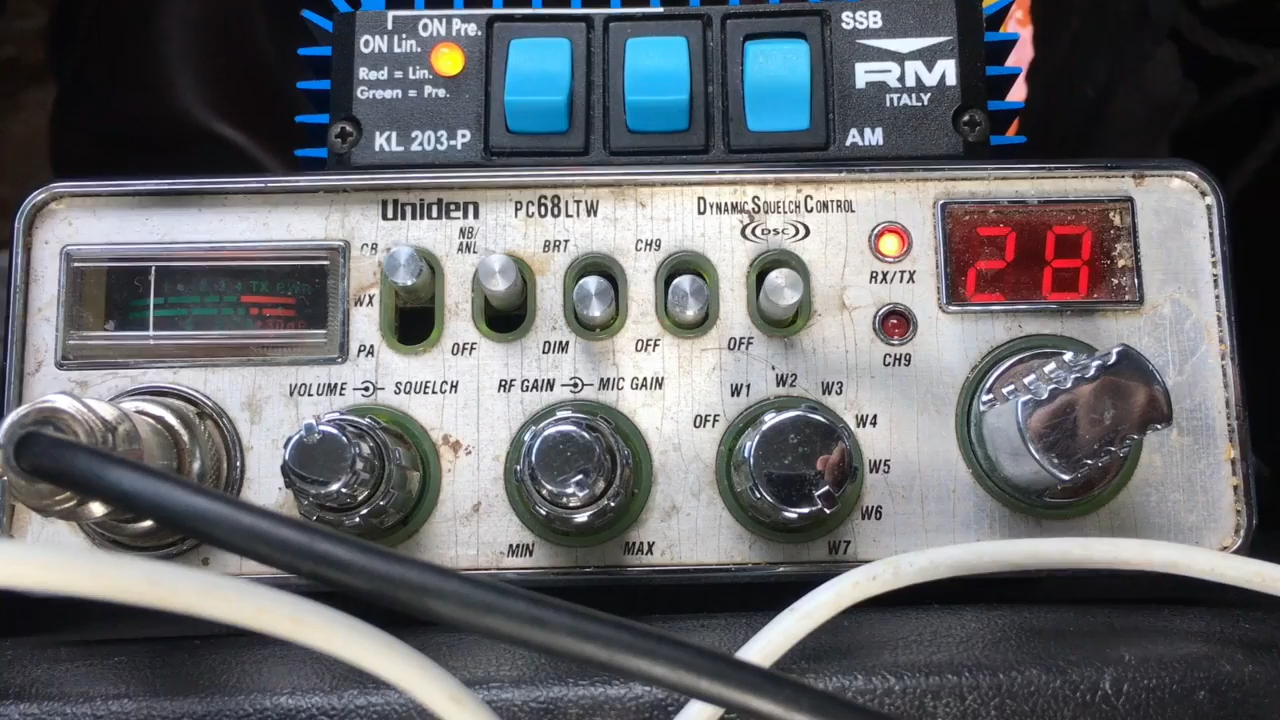 ON Pre.
ON Lin.
Red = Lin.
Green = Pre.
KL 203-P
SSB
RM
ITALY
AM
Uniden PC68LTW
DYNAMIC SQUELCH CONTROL
DSC
CB
WX
PA
NB/
ANL
OFF
BRT
DIM
CH9
OFF
OFF
RX/TX
CH9
28
TX PWR
VOLUME SQUELCH
RF GAIN MIC GAIN
MIN MAX
OFF
W1
W2
W3
W4
W5
W6
W7